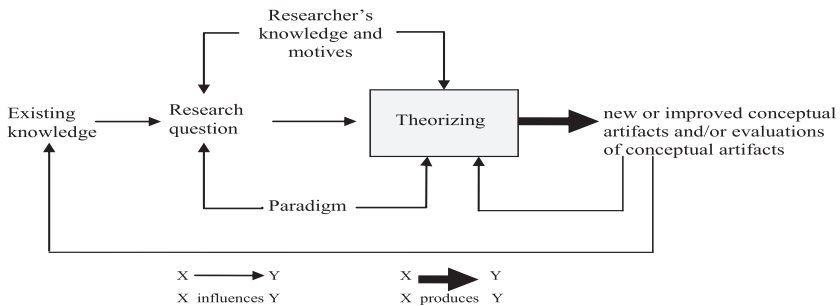 Researcher’s
knowledge and
motives
Existing
knowledge
Research
question
Theorizing
new or improved conceptual
artifacts and/or evaluations
of conceptual artifacts
Paradigm
X Y
X influences Y
X Y
X produces Y